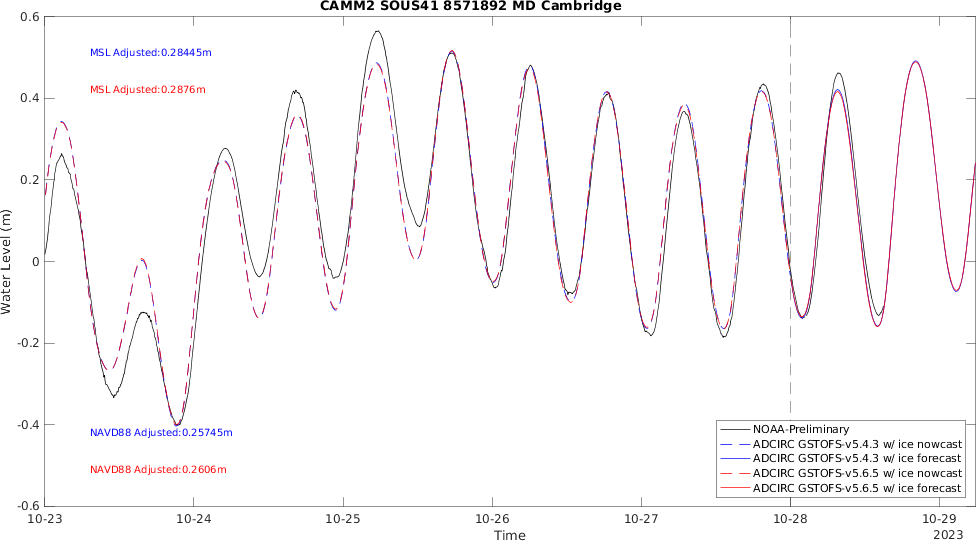 CAMM2 SOUS41 8571892 MD Cambridge
0.6
MSL Adjusted:0.28445m
MSL Adjusted:0.2876m
0.4
0.2
0
-0.2
-0.4
-0.6
Water Level (m)
NAVD88 Adjusted:0.25745m
NAVD88 Adjusted:0.2606m
NOAA-Preliminary
ADCIRC GSTOFS-v5.4.3 w/ ice nowcast
ADCIRC GSTOFS-v5.4.3 w/ ice forecast
ADCIRC GSTOFS-v5.6.5 w/ ice nowcast
ADCIRC GSTOFS-v5.6.5 w/ ice forecast
10-23 10-24 10-25 10-26 10-27 10-28 10-29
Time
2023